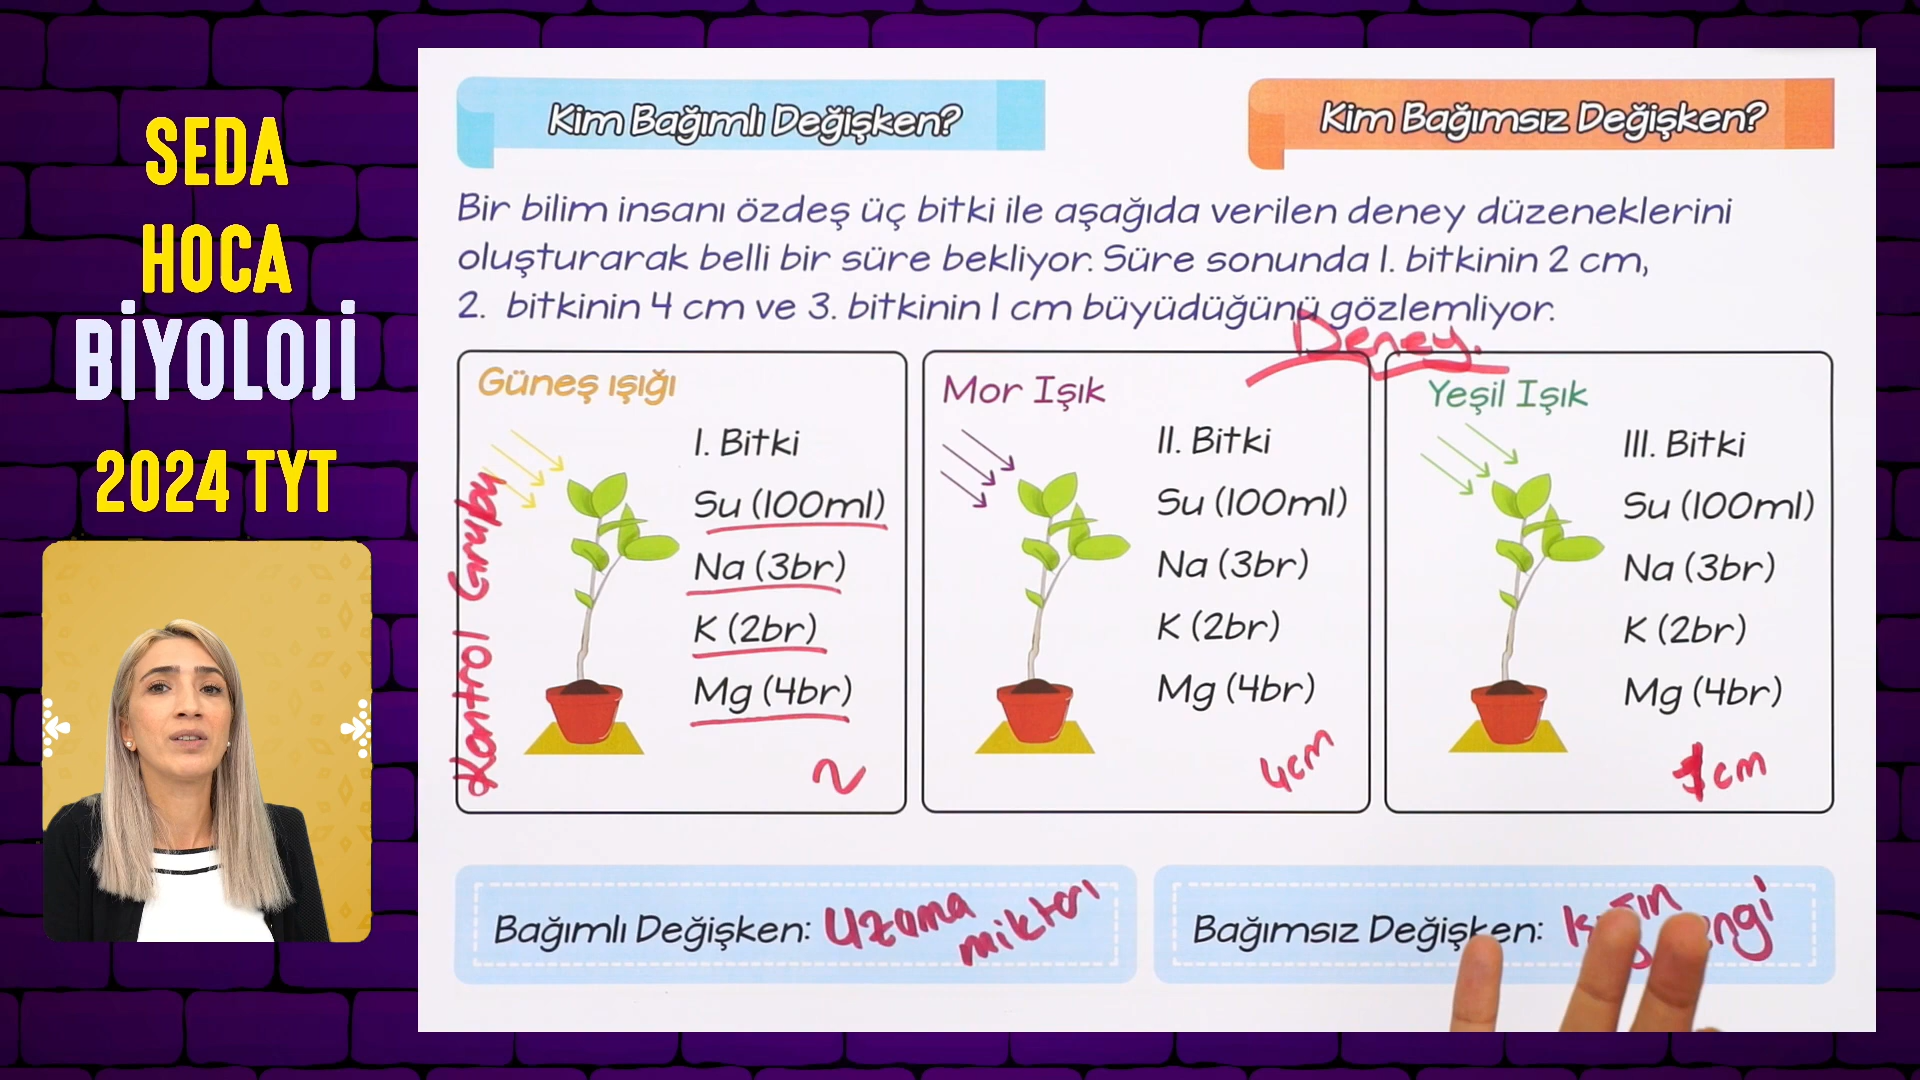 SEDA
HOCA
BİYOLOJİ
2024 TYT
Kim Bağımlı Değişken?
Kim Bağımsız Değişken?
Bir bilim insanı özdeş üç bitki ile aşağıda verilen deney düzeneklerini
oluşturarak belli bir süre bekliyor. Süre sonunda 1. bitkinin 2 cm,
2. bitkinin 4 cm ve 3. bitkinin 1 cm büyüdüğünü gözlemliyor.
Deney.
Güneş ışığı
I. Bitki
Su (100ml)
Na (3br)
K (2br)
Mg (4br)
2
Kontrol Grubu
Mor Işık
II. Bitki
Su (100ml)
Na (3br)
K (2br)
Mg (4br)
4cm
Yeşil Işık
III. Bitki
Su (100ml)
Na (3br)
K (2br)
Mg (4br)
1cm
Bağımlı Değişken: Uzama
miktarı
Bağımsız Değişken: